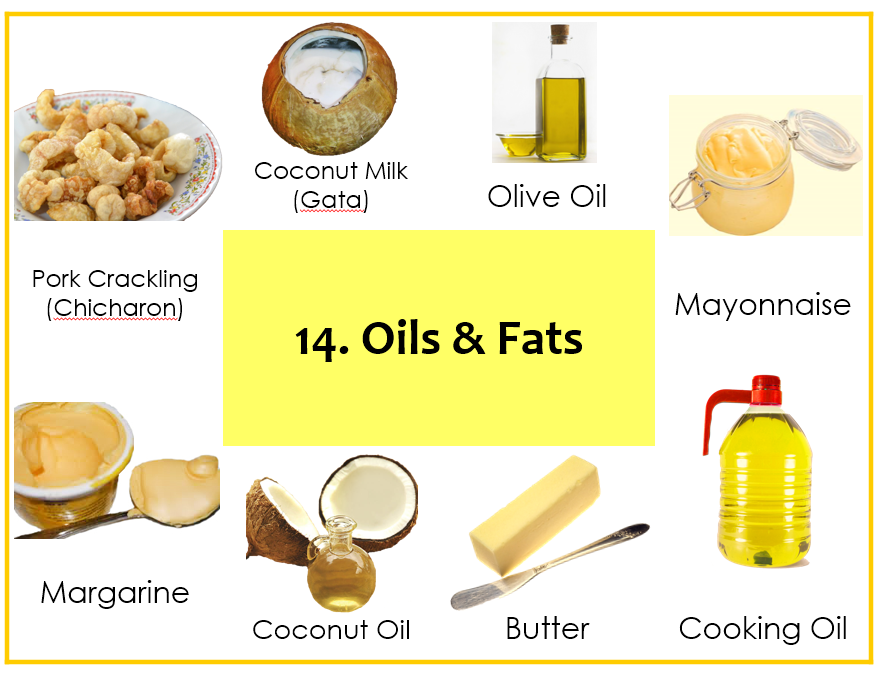 Coconut Milk
(Gata)
Olive Oil
Pork Crackling
(Chicharon)
Mayonnaise
14. Oils & Fats
Margarine
Coconut Oil
Butter
Cooking Oil